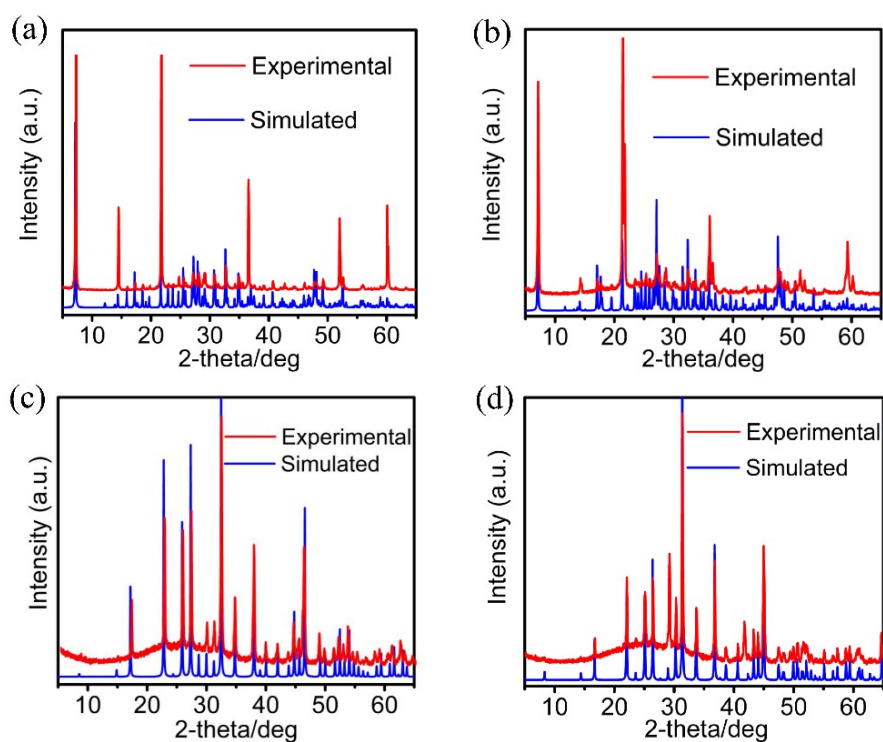 (a)
Intensity (a.u.)
Experimental
Simulated
10 20 30 40 50 60
2-theta/deg
(b)
Intensity (a.u.)
Experimental
Simulated
10 20 30 40 50 60
2-theta/deg
(c)
Intensity (a.u.)
Experimental
Simulated
10 20 30 40 50 60
2-theta/deg
(d)
Intensity (a.u.)
Experimental
Simulated
10 20 30 40 50 60
2-theta/deg